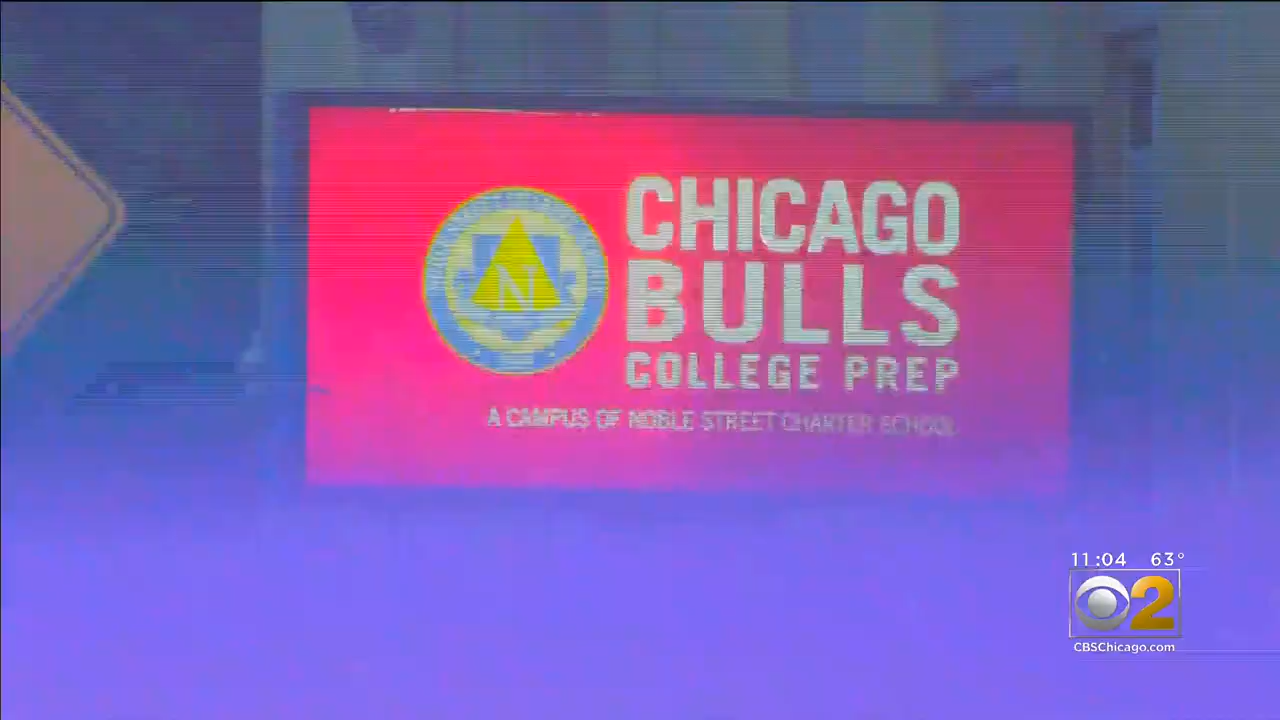 CHICAGO
BULLS
COLLEGE PREP
A CAMPUS OF NOBLE STREET CHARTER SCHOOL
N
11:04 63°
2
CBSChicago.com